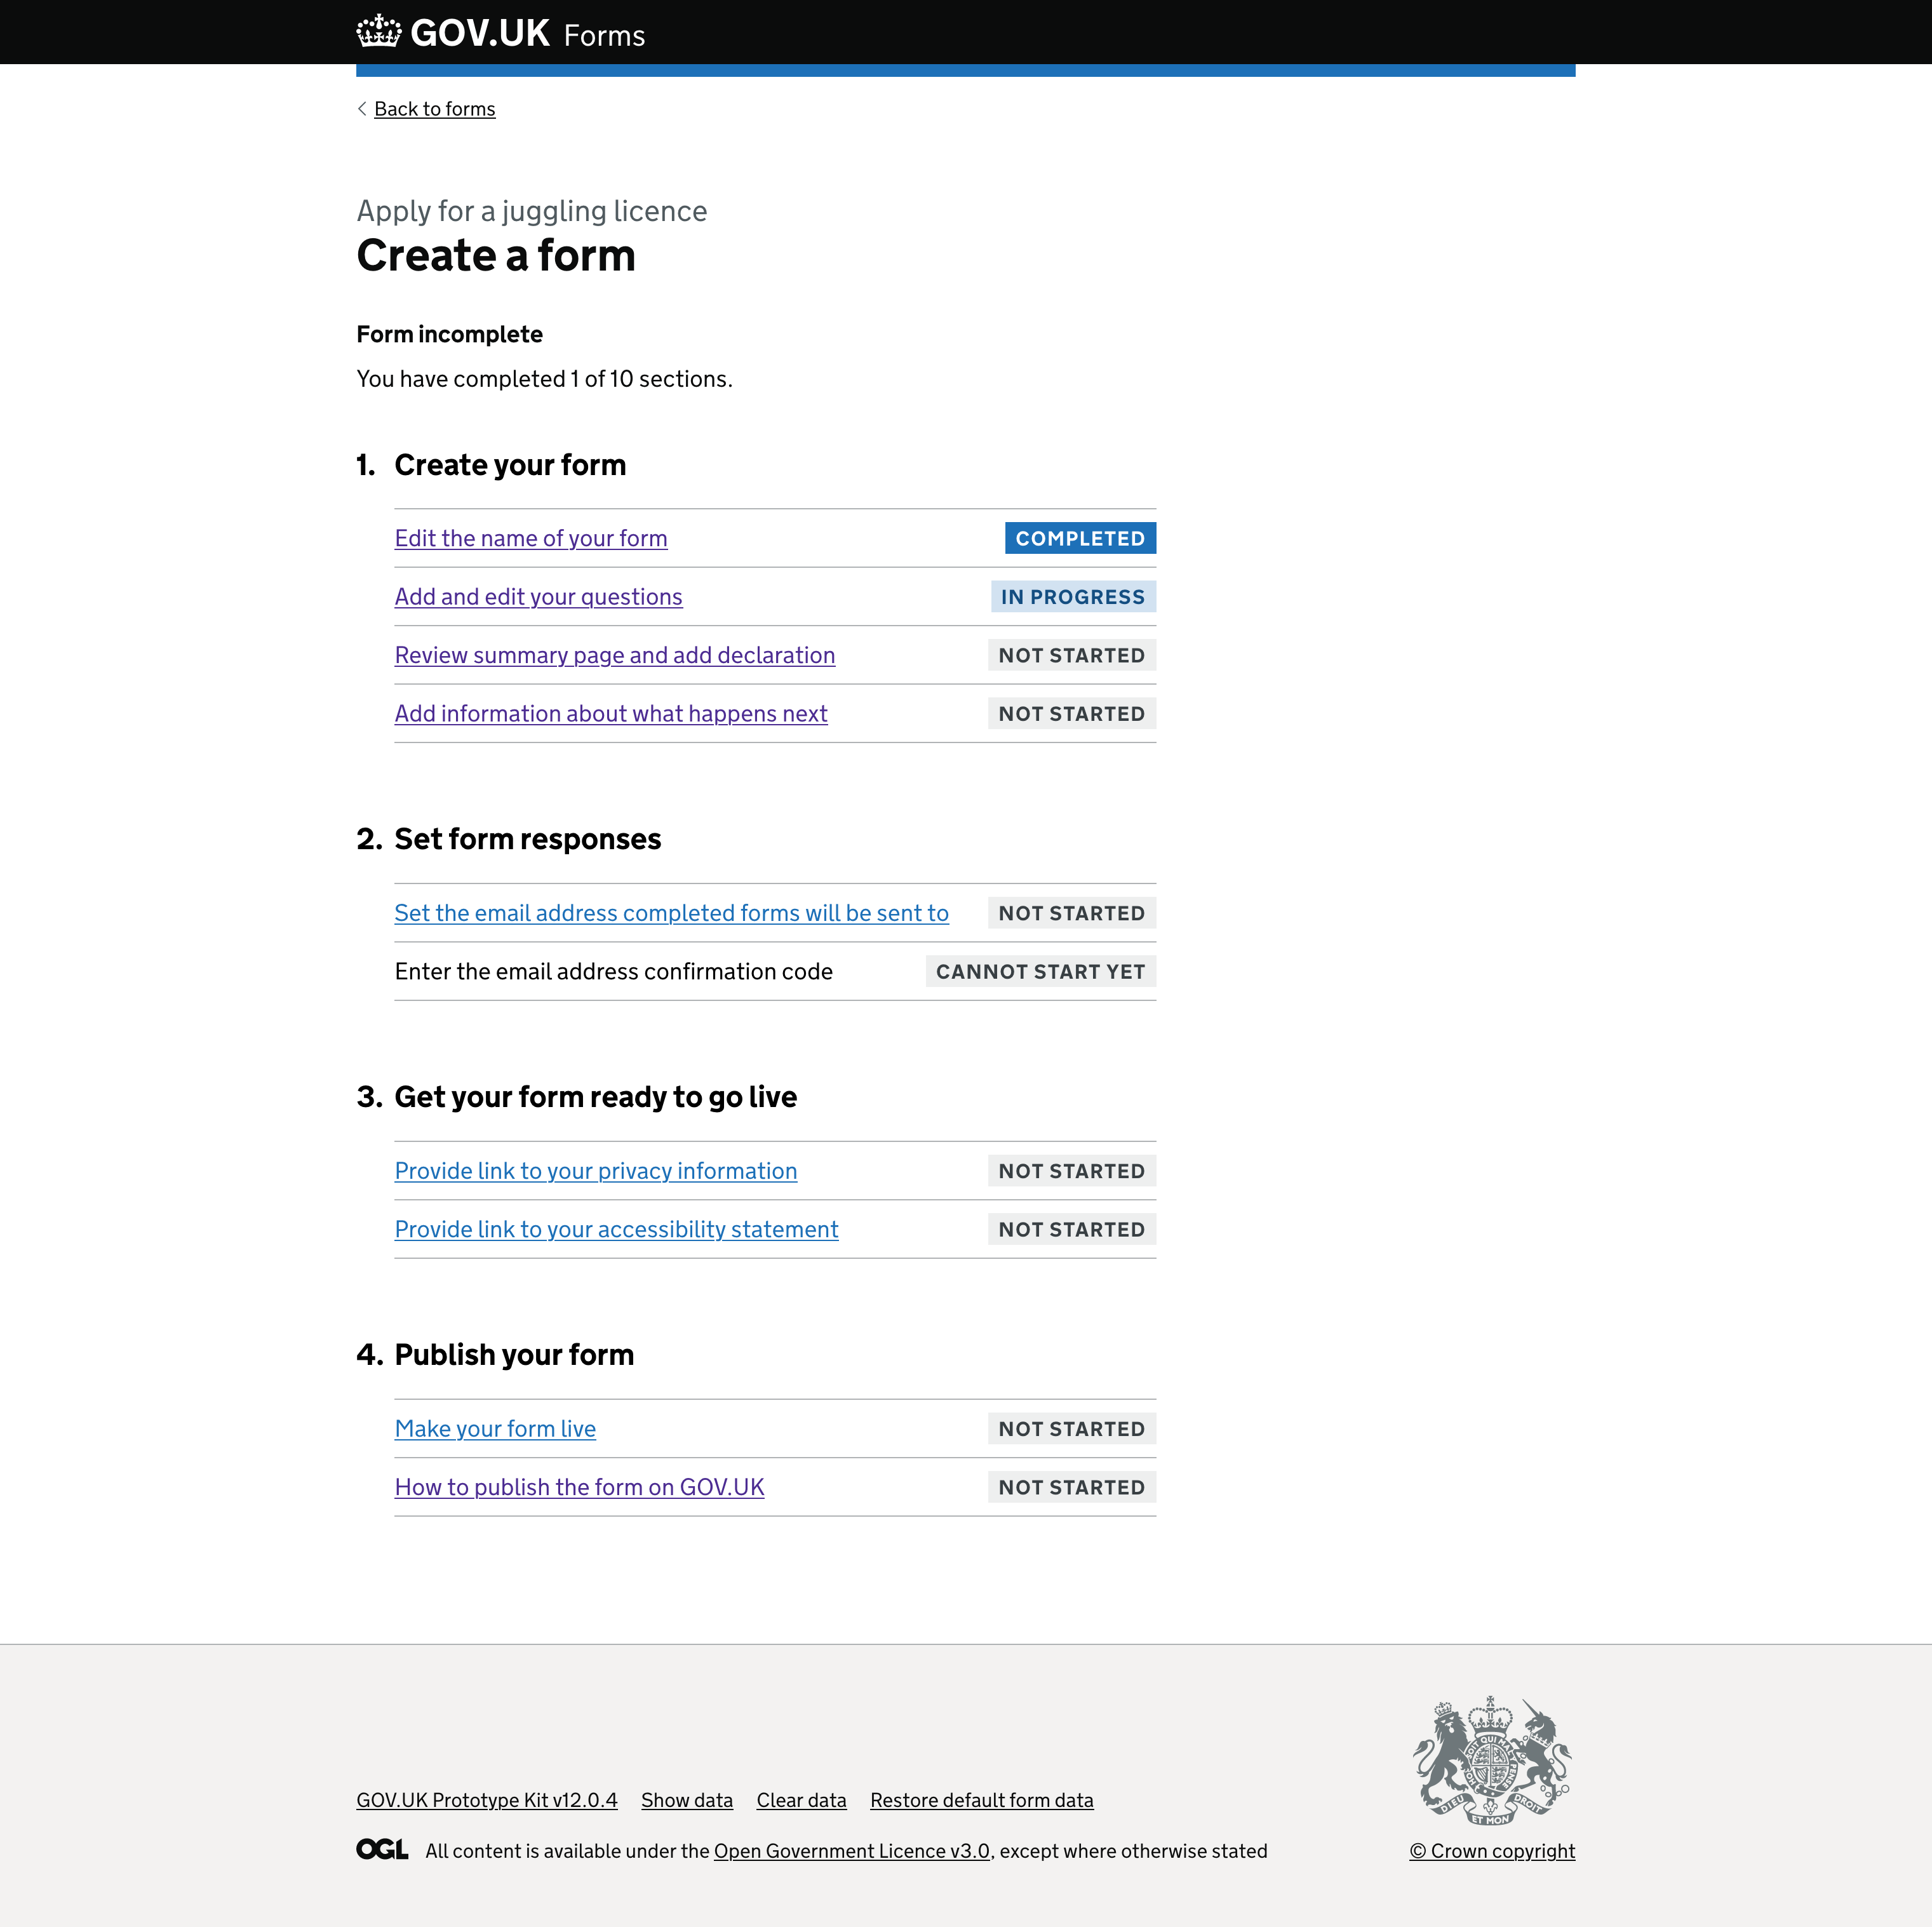 GOV.UK Forms
Back to forms
Apply for a juggling licence
Create a form
Form incomplete
You have completed 1 of 10 sections.
1. Create your form
Edit the name of your form COMPLETED
Add and edit your questions IN PROGRESS
Review summary page and add declaration NOT STARTED
Add information about what happens next NOT STARTED
2. Set form responses
Set the email address completed forms will be sent to NOT STARTED
Enter the email address confirmation code CANNOT START YET
3. Get your form ready to go live
Provide link to your privacy information NOT STARTED
Provide link to your accessibility statement NOT STARTED
4. Publish your form
Make your form live NOT STARTED
How to publish the form on GOV.UK NOT STARTED
DIEU ET MON DROIT
GOV.UK Prototype Kit v12.0.4 Show data Clear data Restore default form data
OGL All content is available under the Open Government Licence v3.0, except where otherwise stated
© Crown copyright